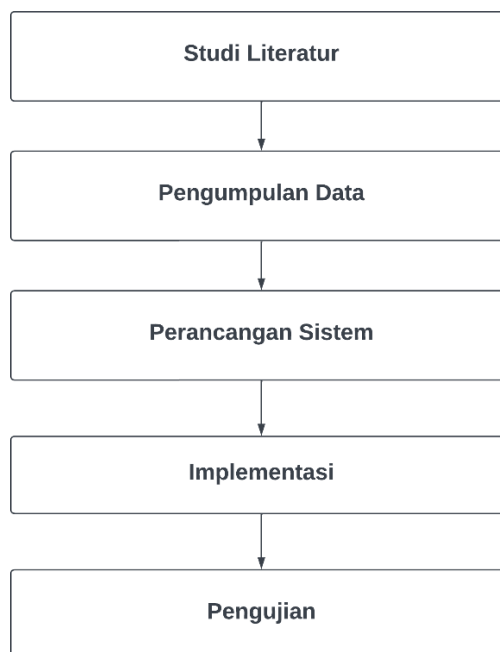 Studi Literatur
Pengumpulan Data
Perancangan Sistem
Implementasi
Pengujian